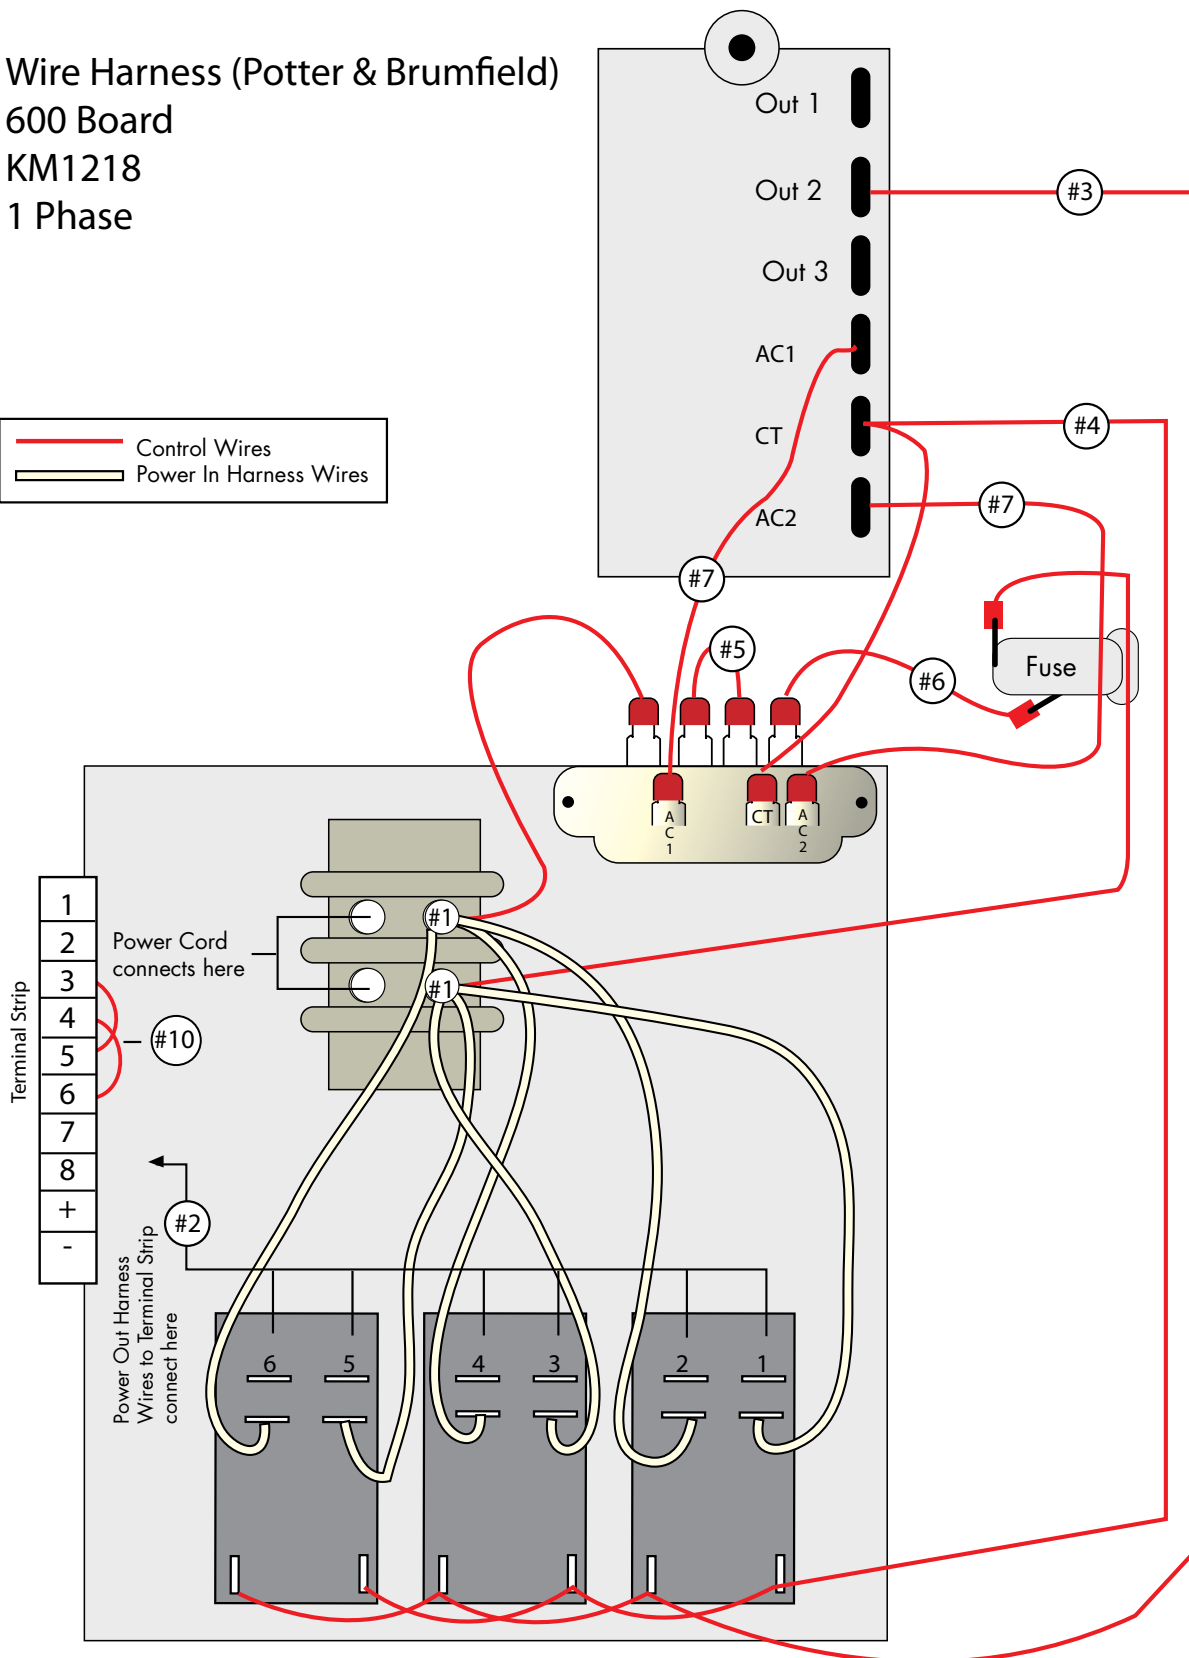 Wire Harness (Potter & Brumfield)
600 Board
KM1218
1 Phase
Out 1
Out 2
#3
Out 3
AC1
CT
#4
AC2
#7
#7
Control Wires
Power In Harness Wires
#5
#6
Fuse
AC1
CT
AC2
#1
#1
Power Cord
connects here
Terminal Strip
1
2
3
4
5
6
7
8
+
-
#10
#2
Power Out Harness
Wires to Terminal Strip
connect here
6
5
4
3
2
1